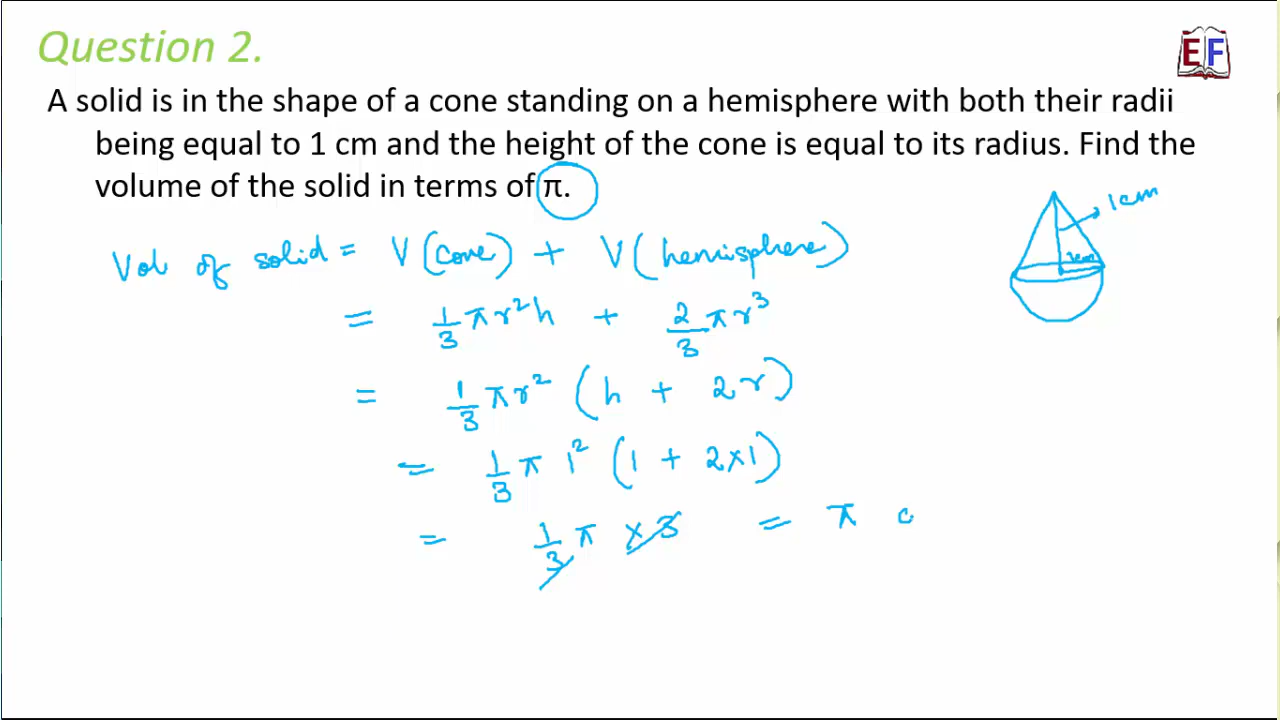 Question 2.
EF
A solid is in the shape of a cone standing on a hemisphere with both their radii
being equal to 1 cm and the height of the cone is equal to its radius. Find the
volume of the solid in terms of π.
1cm
1cm
Vol of solid = V (cone) + V (hemisphere)
= 1/3 πr²h + 2/3 πr³
= 1/3 πr² (h + 2r)
= 1/3 π 1² (1 + 2×1)
= 1/3 π ×3 = π c